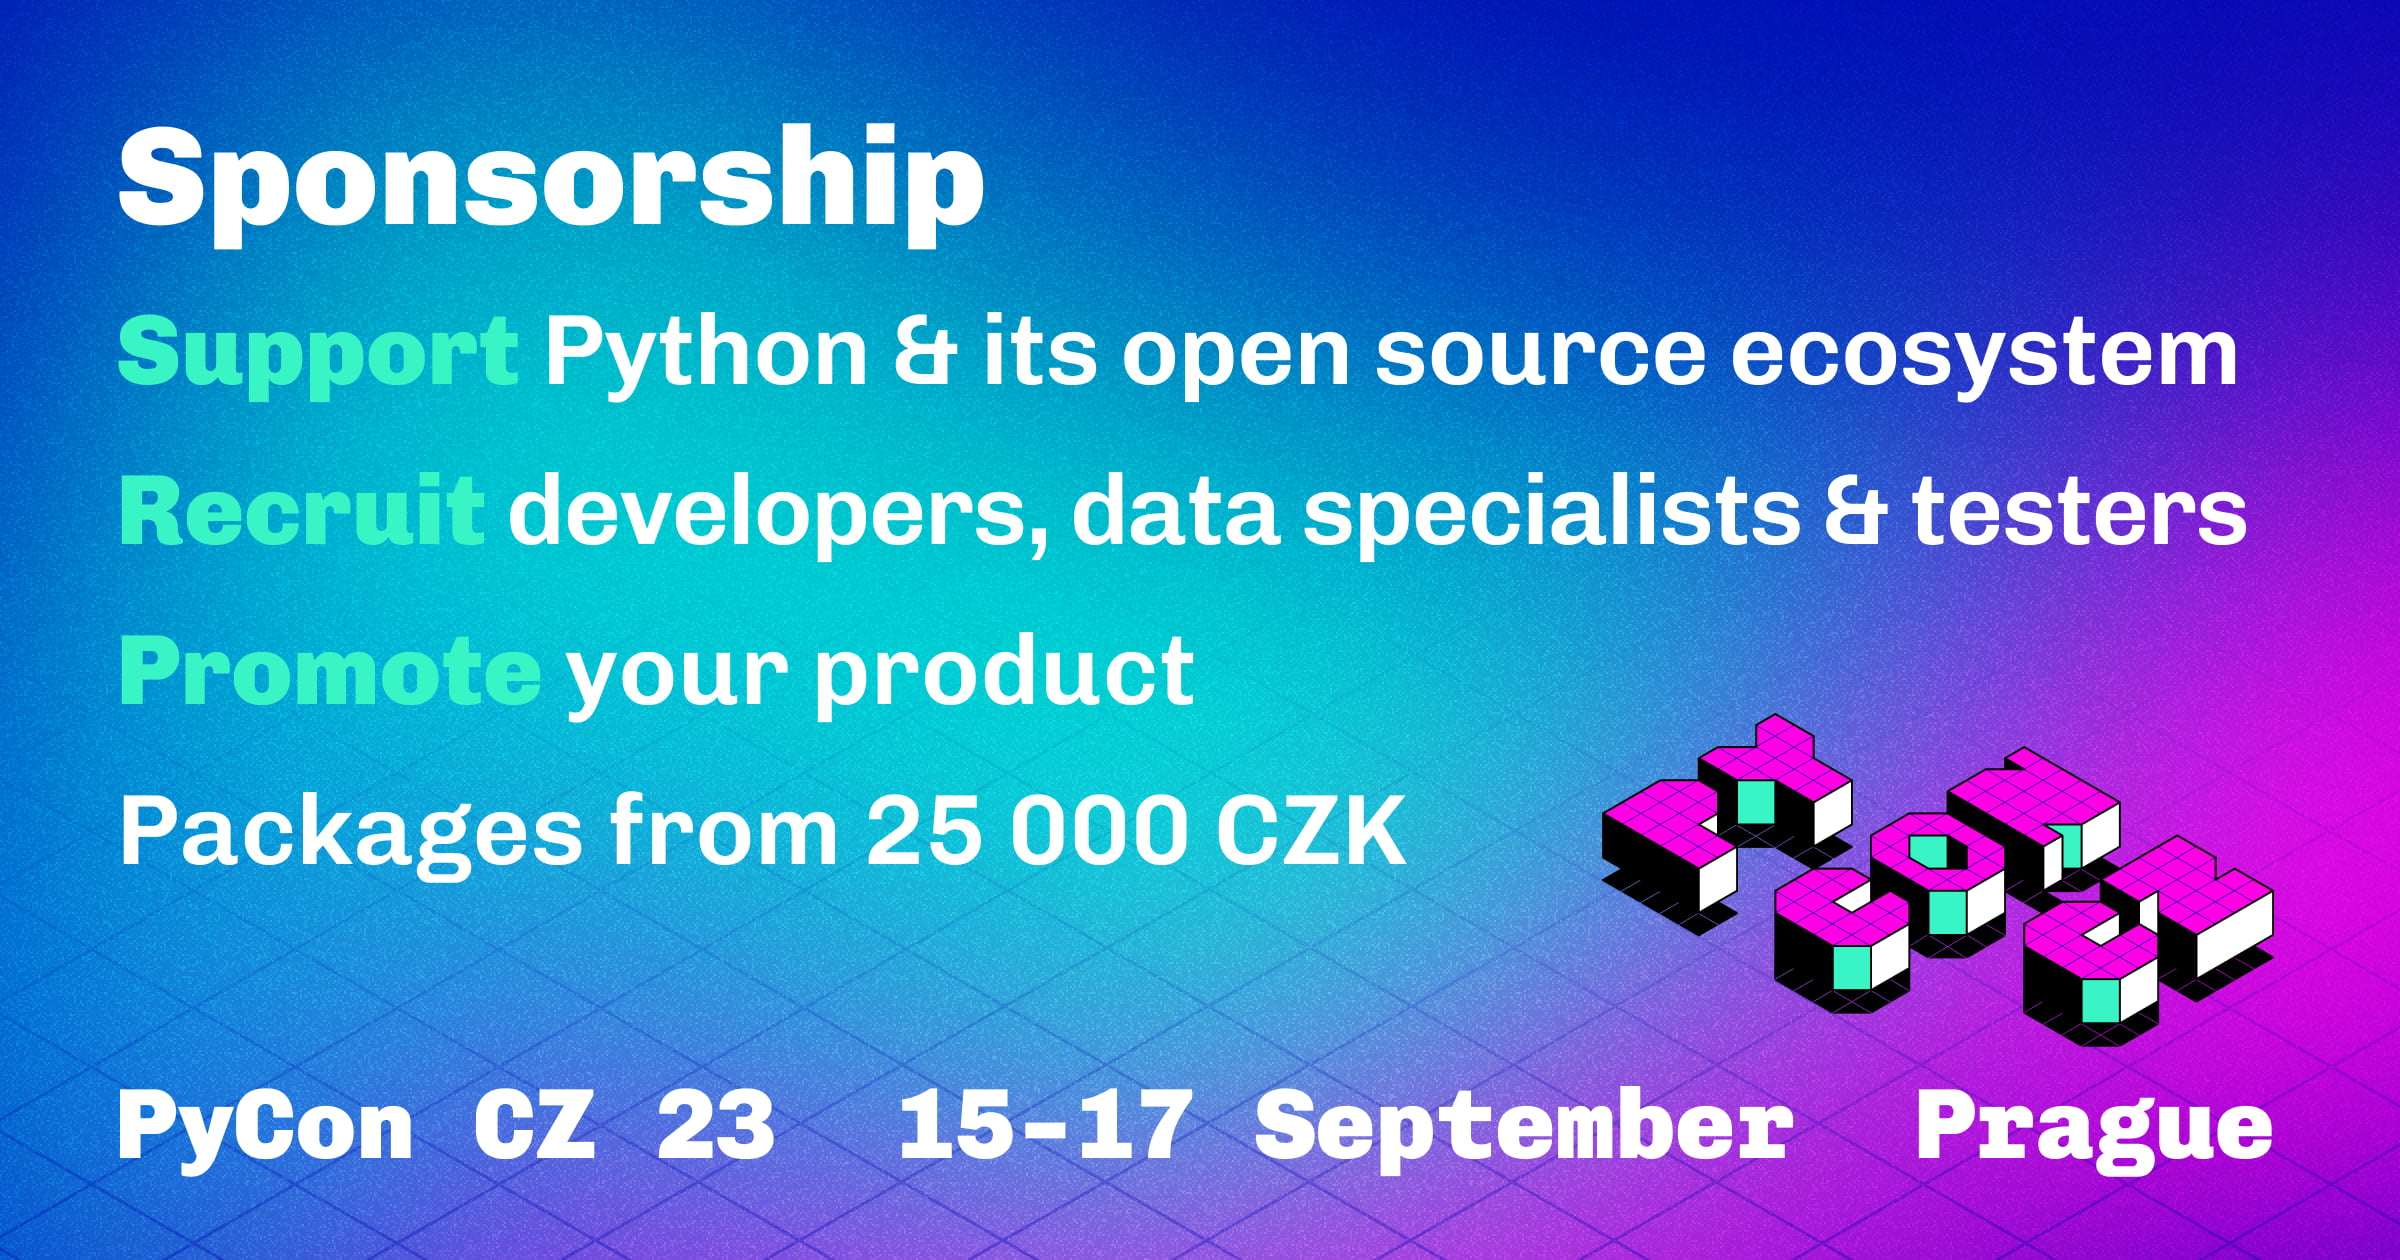 Sponsorship
Support Python & its open source ecosystem
Recruit developers, data specialists & testers
Promote your product
Packages from 25 000 CZK
PyCon CZ 23 15–17 September Prague